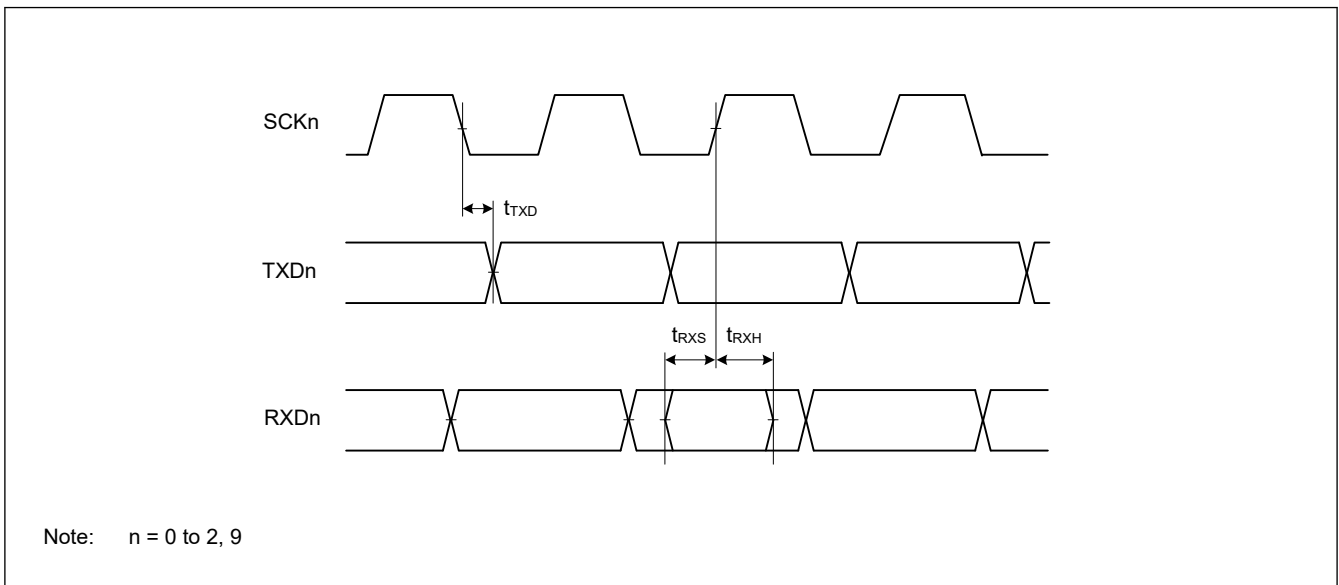 SCKn
tTXD
TXDn
tRXS tRXH
RXDn
Note: n = 0 to 2, 9